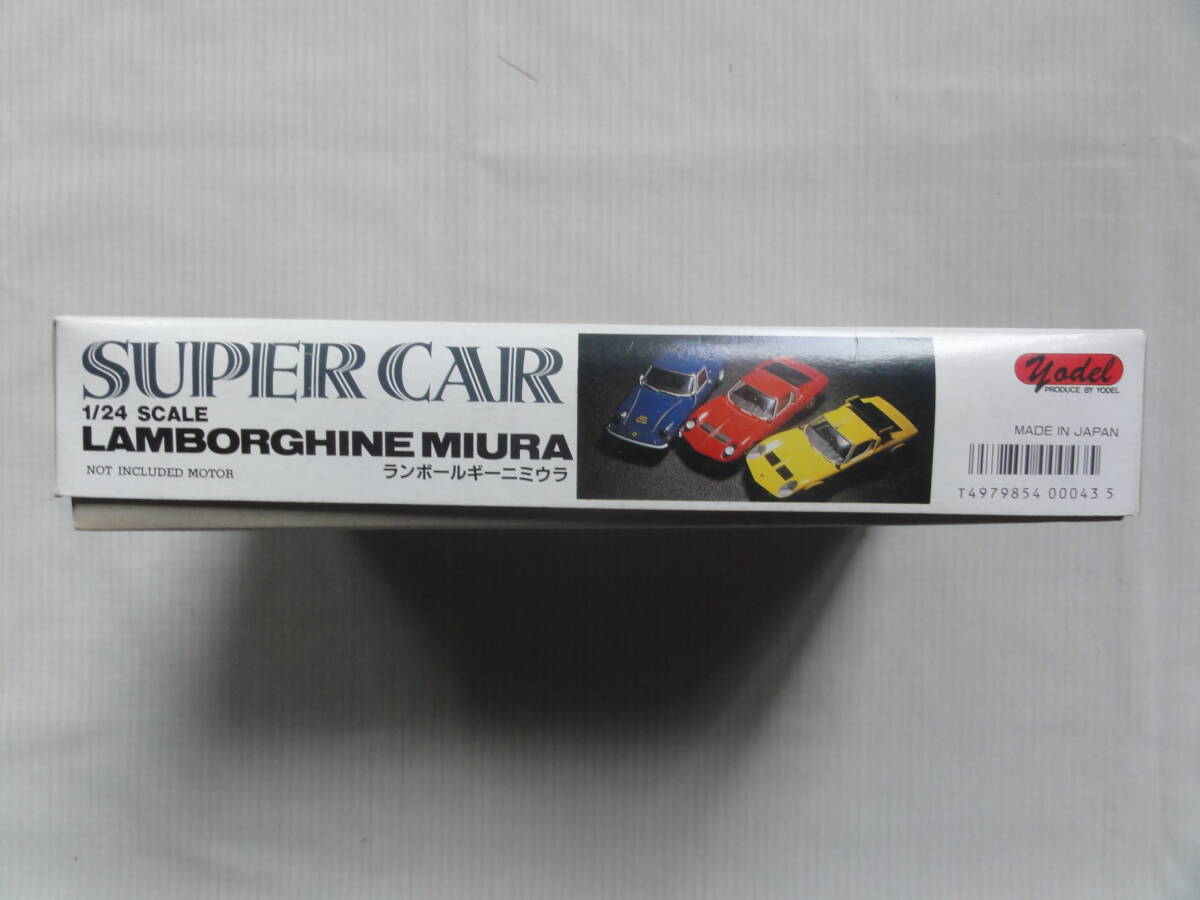 SUPER CAR
1/24 SCALE
LAMBORGHINE MIURA
NOT INCLUDED MOTOR
ランボールギーニミウラ
Yodel
PRODUCE BY YODEL
MADE IN JAPAN
T4979854 00043 5